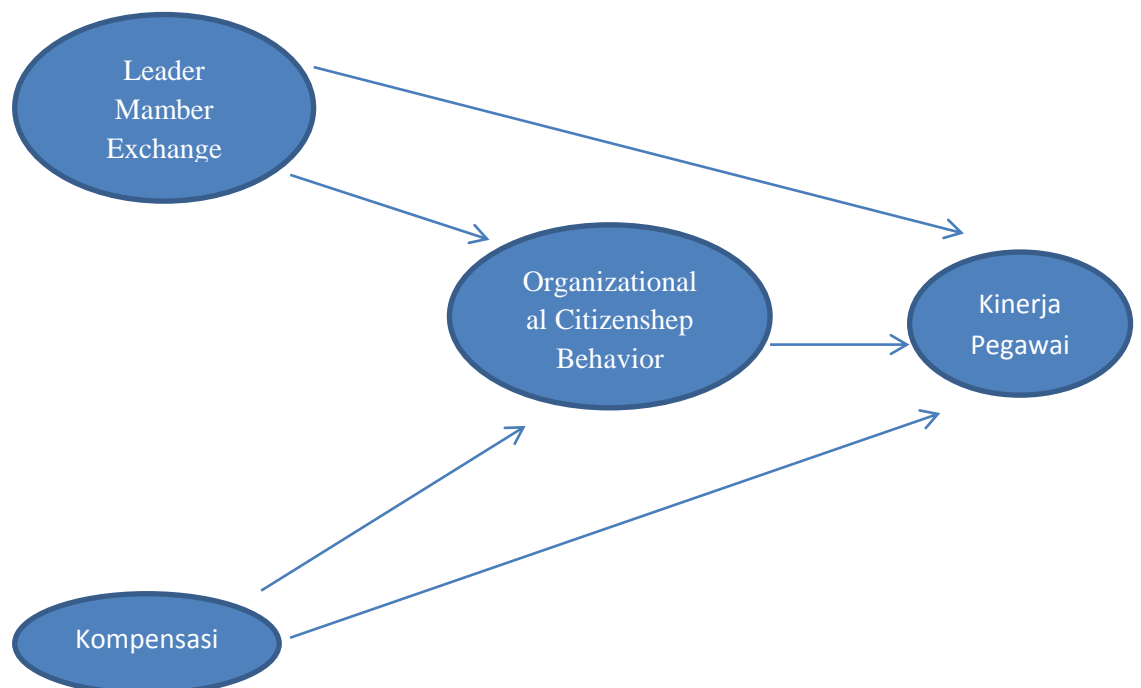 Leader
Mamber
Exchange
Organizational
al Citizenshep
Behavior
Kinerja
Pegawai
Kompensasi